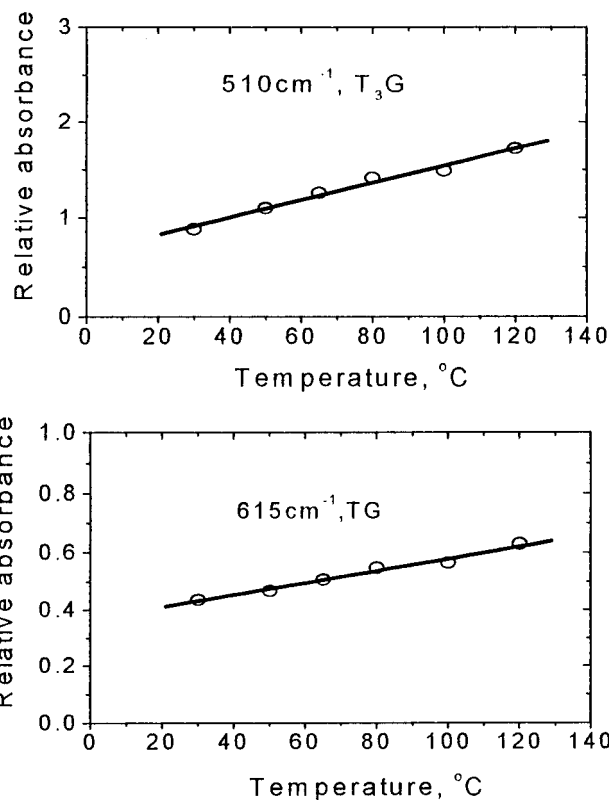 Relative absorbance
3
2
1
0
510cm⁻¹, T₃G
0 20 40 60 80 100 120 140
Temperature, °C
Relative absorbance
1.0
0.8
0.6
0.4
0.2
0.0
615cm⁻¹,TG
0 20 40 60 80 100 120 140
Temperature, °C